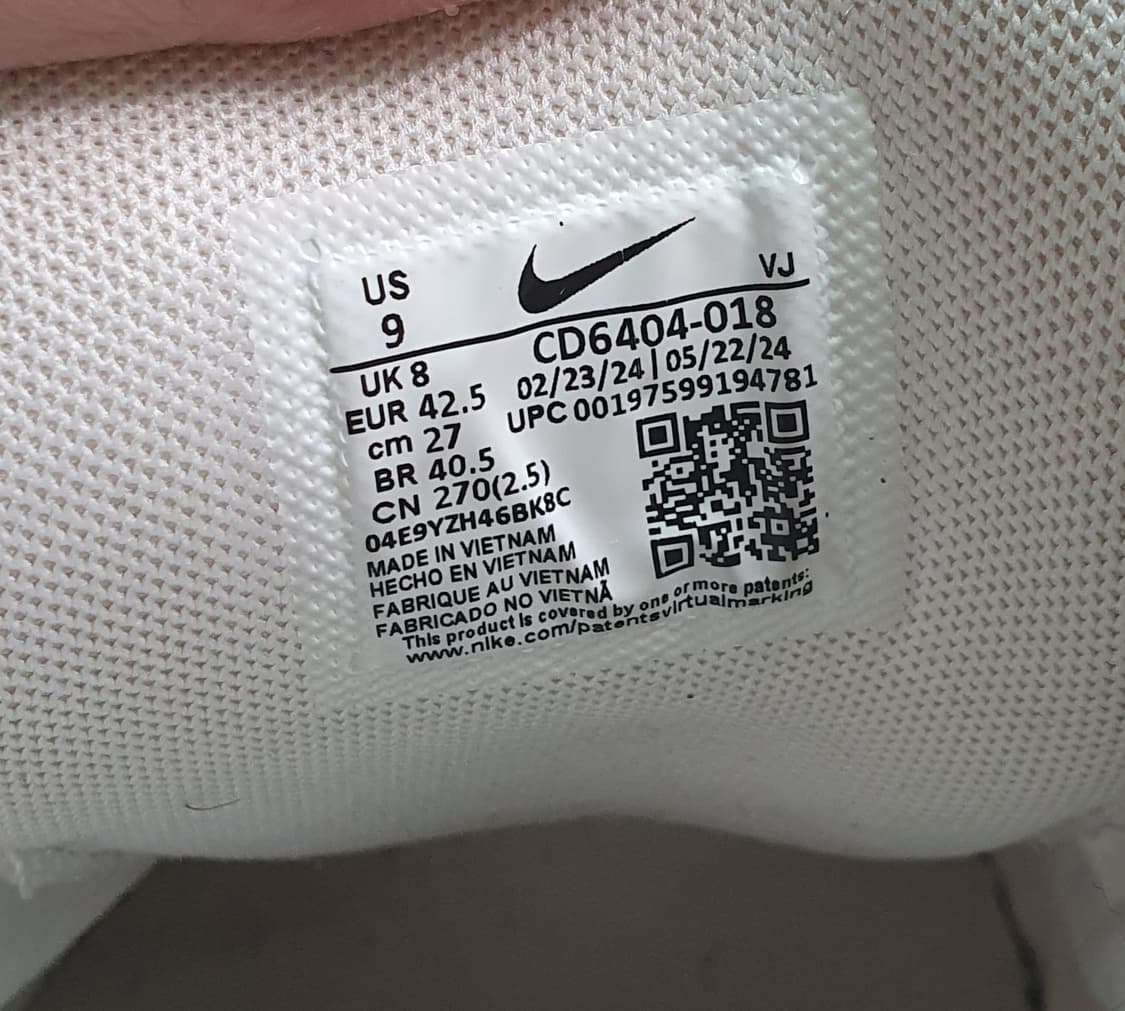 US
9
VJ
UK 8
EUR 42.5
cm 27
BR 40.5
CN 270(2.5)
CD6404-018
02/23/24 | 05/22/24
UPC 00197599194781
04E9YZH46BK8C
MADE IN VIETNAM
HECHO EN VIETNAM
FABRIQUE AU VIETNAM
FABRICADO NO VIETNÃ
This product is covered by one or more patents:
www.nike.com/patentsvirtualmarking